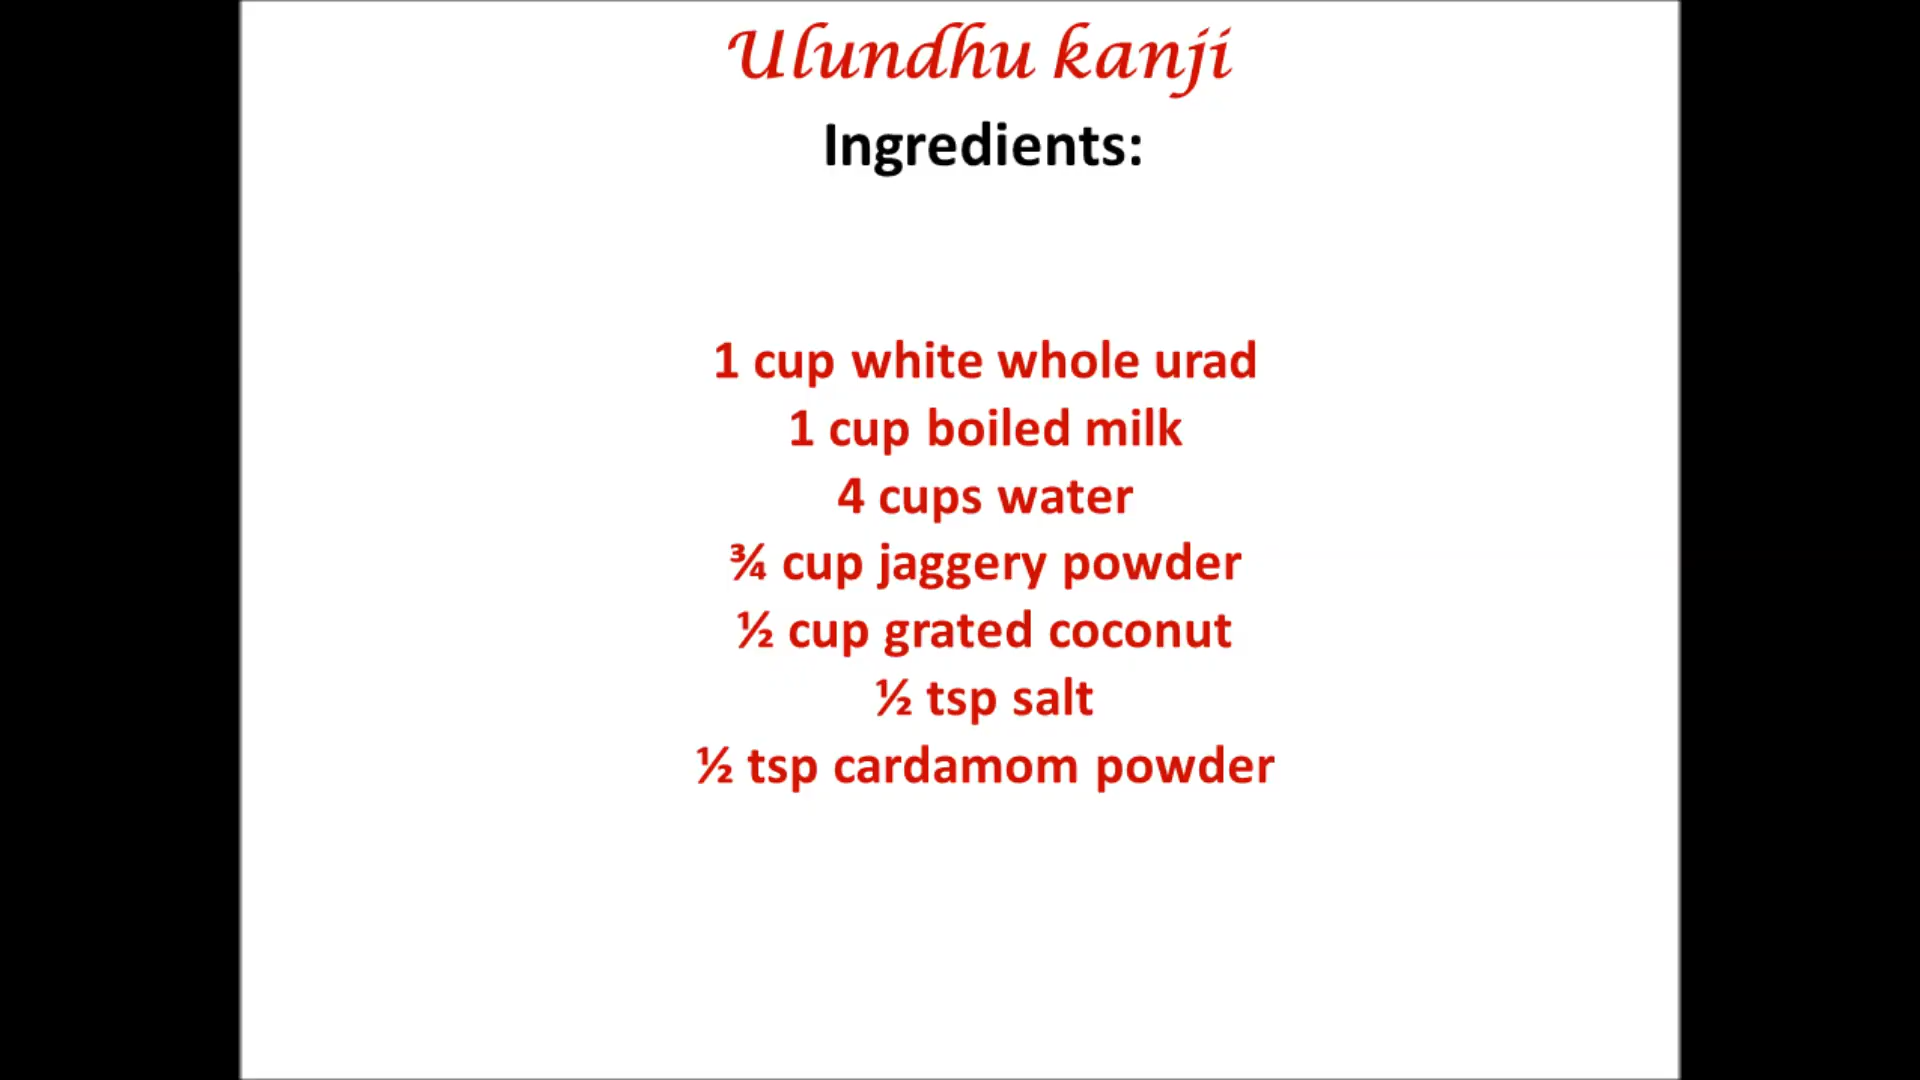 Ulundhu kanji
Ingredients:
1 cup white whole urad
1 cup boiled milk
4 cups water
¾ cup jaggery powder
½ cup grated coconut
½ tsp salt
½ tsp cardamom powder